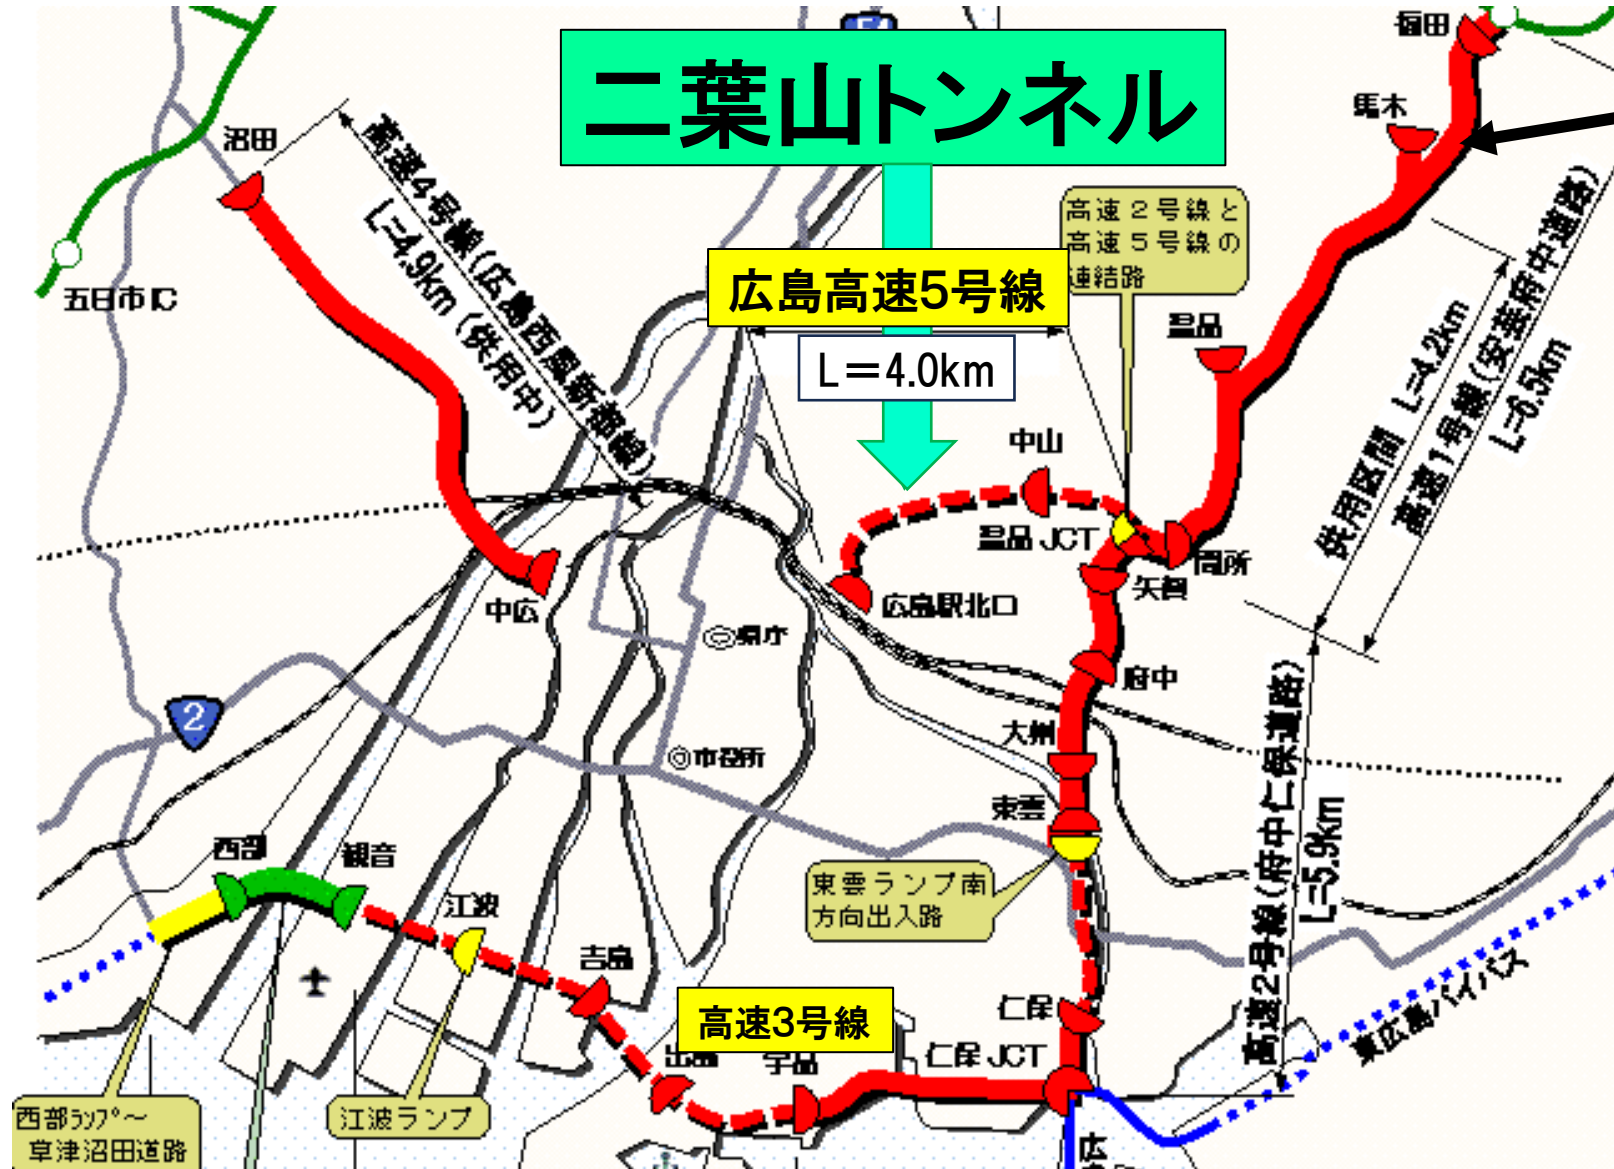 二葉山トンネル
福田
馬木
沼田
高速4号線(広島西風新都線)
L=4.9km (供用中)
五日市IC
高速2号線と
高速5号線の
連結路
広島高速5号線
L=4.0km
温品
供用区間 L=4.2km
高速1号線(安芸府中道路)
L=6.5km
中山
温品JCT
間所
矢賀
広島駅北口
中広
県庁
府中
2
大州
市役所
東雲
高速2号線(府中仁保道路)
L=5.9km
西部
観音
東雲ランプ南
方向出入路
江波
吉島
高速3号線
仁保
出島
宇品
仁保JCT
東広島バイパス
西部ランプ~
草津沼田道路
江波ランプ
広